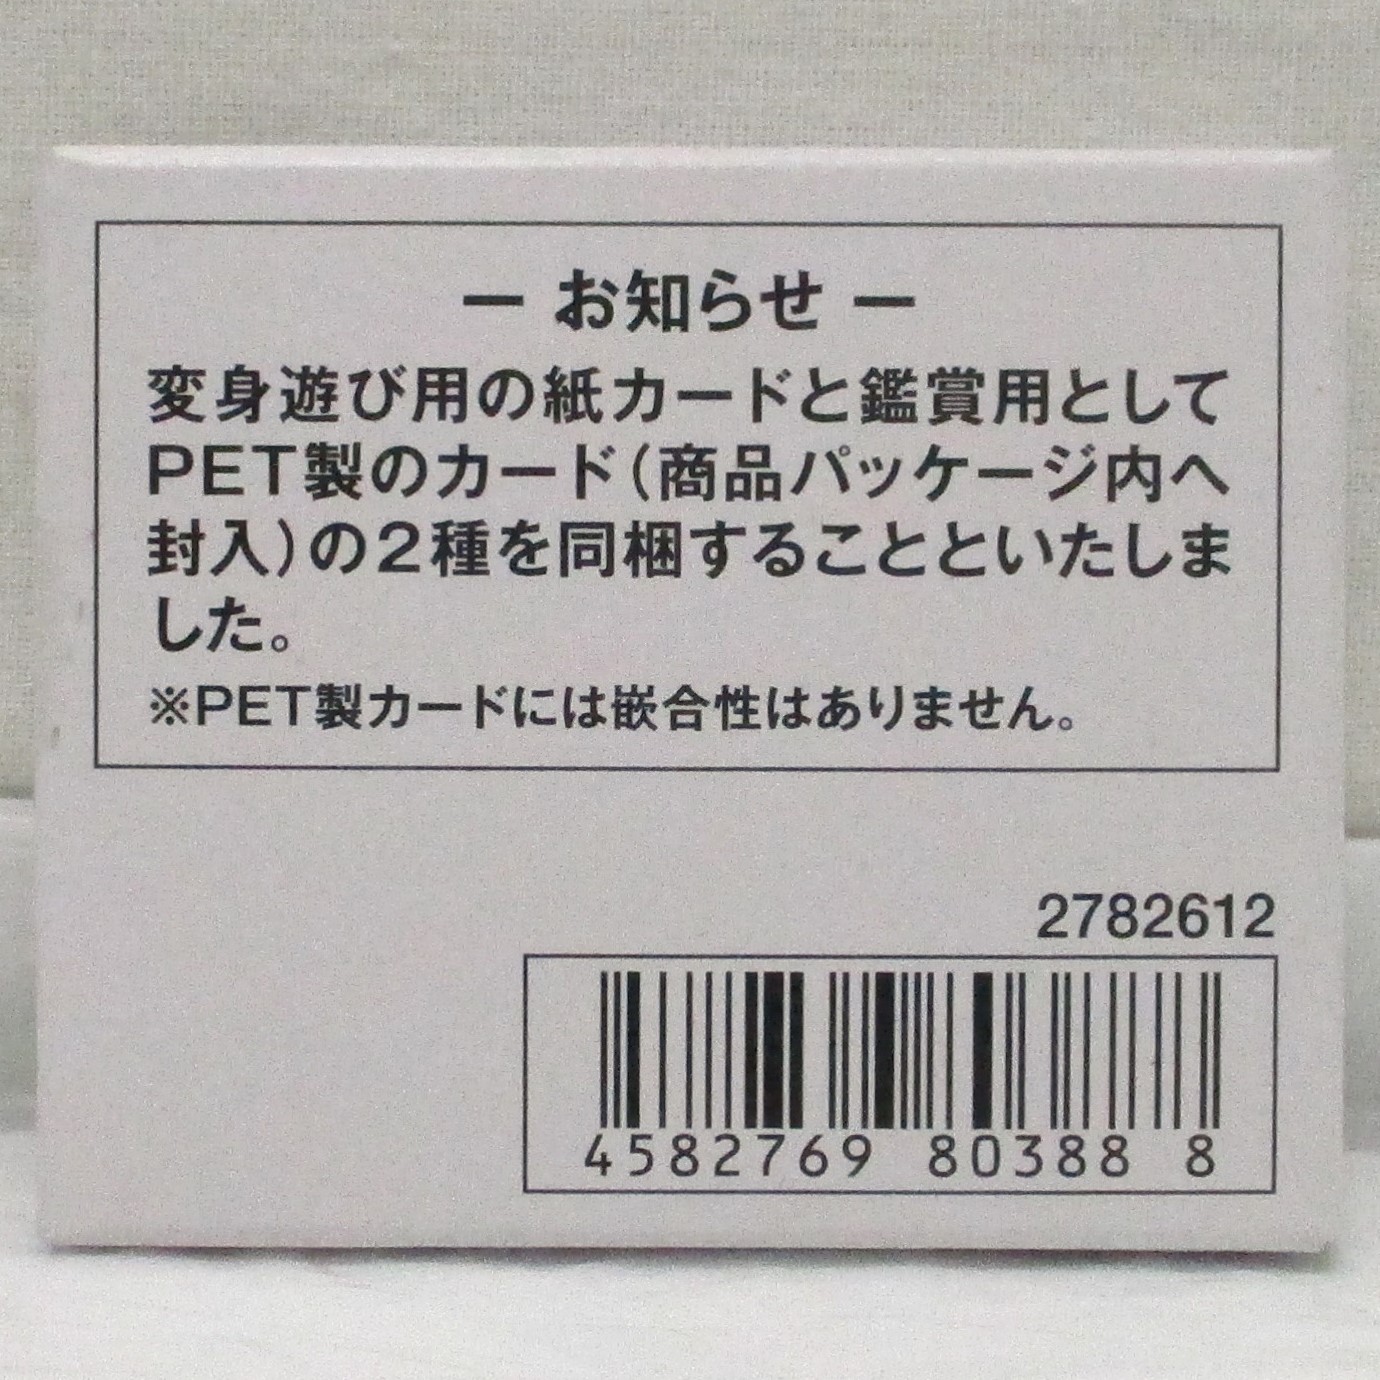 ー お知らせ ー
変身遊び用の紙カードと鑑賞用として
PET製のカード(商品パッケージ内へ
封入)の2種を同梱することといたしま
した。
※PET製カードには嵌合性はありません。
2782612
4582769 80388 8